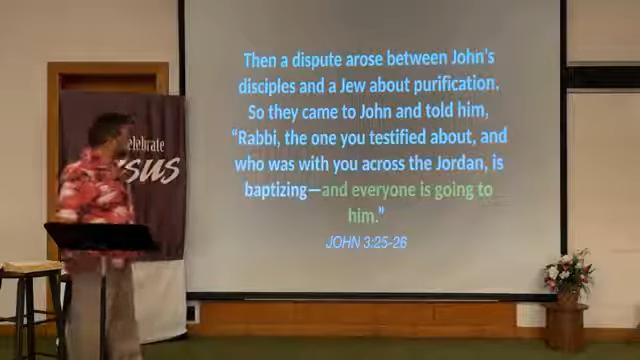 Then a dispute arose between John's
disciples and a Jew about purification.
So they came to John and told him,
“Rabbi, the one you testified about, and
who was with you across the Jordan, is
baptizing—and everyone is going to
him.”
JOHN 3:25-26
elebrate
sus